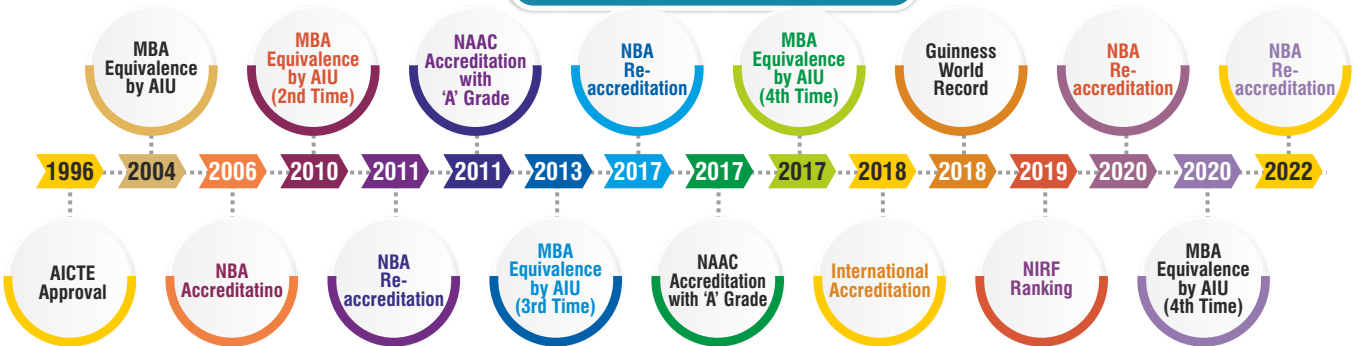 MBA
Equivalence
by AIU
MBA
Equivalence
by AIU
(2nd Time)
NAAC
Accreditation
with
‘A’ Grade
NBA
Re-
accreditation
MBA
Equivalence
by AIU
(4th Time)
Guinness
World
Record
NBA
Re-
accreditation
NBA
Re-
accreditation
1996 2004 2006 2010 2011 2011 2013 2017 2017 2017 2018 2018 2019 2020 2020 2022
AICTE
Approval
NBA
Accreditatino
NBA
Re-
accreditation
MBA
Equivalence
by AIU
(3rd Time)
NAAC
Accreditation
with ‘A’ Grade
International
Accreditation
NIRF
Ranking
MBA
Equivalence
by AIU
(4th Time)